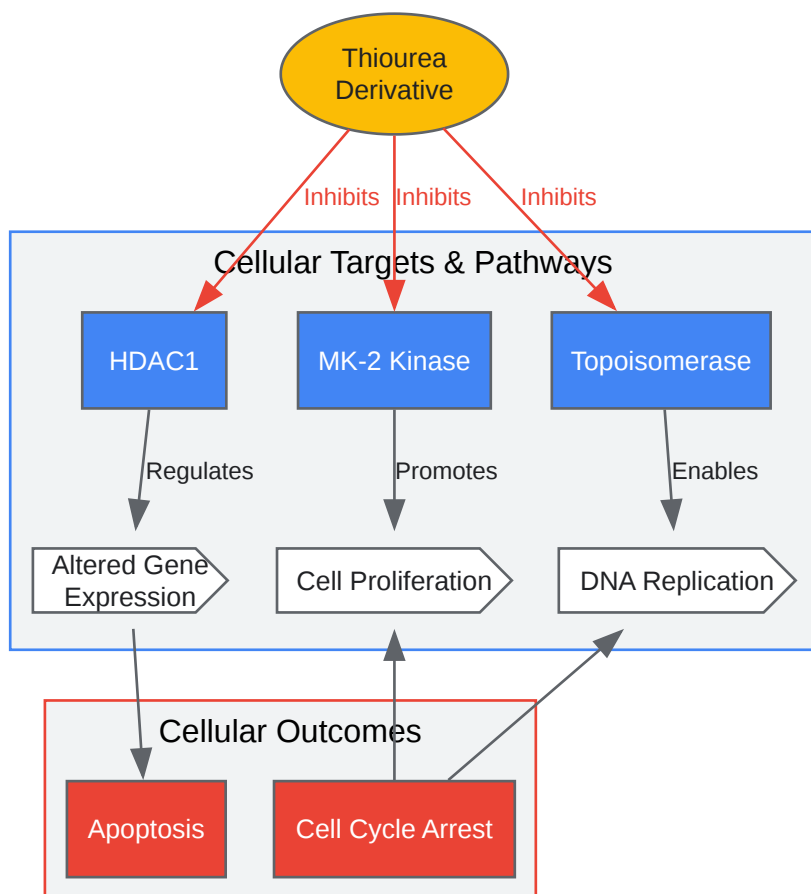 Thiourea
Derivative
Inhibits Inhibits Inhibits
Cellular Targets & Pathways
HDAC1 MK-2 Kinase Topoisomerase
Regulates Promotes Enables
Altered Gene
Expression
Cell Proliferation
DNA Replication
Cellular Outcomes
Apoptosis Cell Cycle Arrest